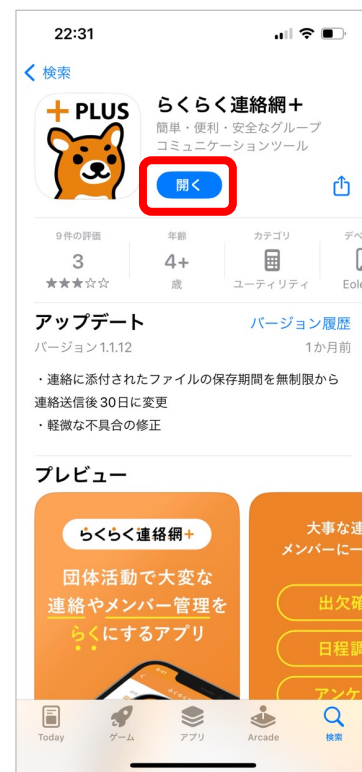 22:31
検索
PLUS
らくらく連絡網＋
簡単・便利・安全なグループ
コミュニケーションツール
開く
9件の評価
年齢
カテゴリ
デベ
3
4+
★★★☆☆
歳
ユーティリティ
Eole
アップデート
バージョン履歴
バージョン 1.1.12
1か月前
・連絡に添付されたファイルの保存期間を無制限から
連絡送信後30日に変更
・軽微な不具合の修正
プレビュー
らくらく連絡網+
団体活動で大変な
連絡やメンバー管理を
らくにするアプリ
大事な連
メンバーに一
出欠確
日程調
アンケ
Today
ゲーム
アプリ
Arcade
検索